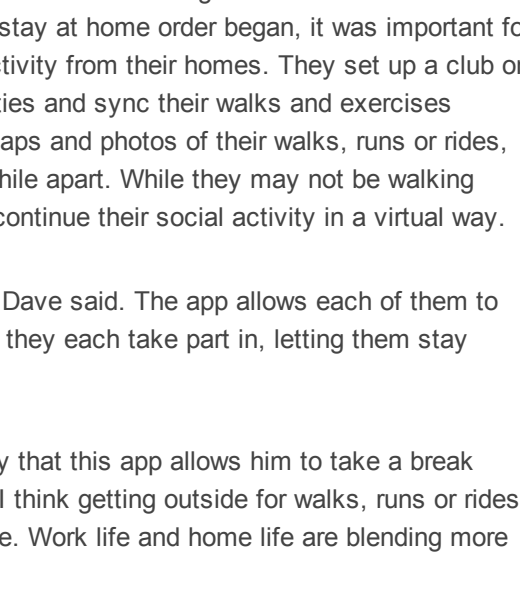 stay at home order began, it was important fo
ctivity from their homes. They set up a club on
ties and sync their walks and exercises
aps and photos of their walks, runs or rides,
hile apart. While they may not be walking
continue their social activity in a virtual way.
Dave said. The app allows each of them to
they each take part in, letting them stay
y that this app allows him to take a break
I think getting outside for walks, runs or rides
e. Work life and home life are blending more